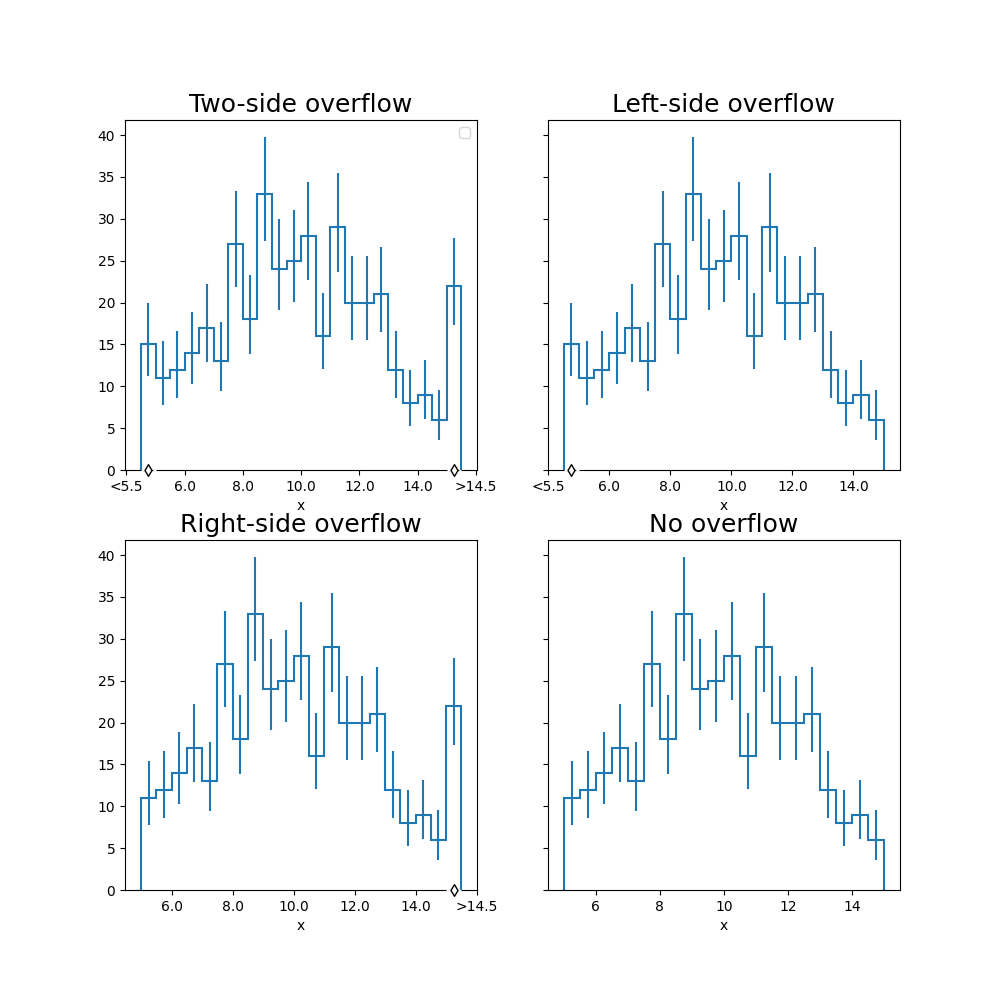 Two-side overflow
Left-side overflow
40
35
30
25
20
15
10
5
0
<5.5 6.0 8.0 10.0 12.0 14.0 >14.5
x
<5.5 6.0 8.0 10.0 12.0 14.0
x
Right-side overflow
No overflow
40
35
30
25
20
15
10
5
0
6.0 8.0 10.0 12.0 14.0 >14.5
x
6 8 10 12 14
x